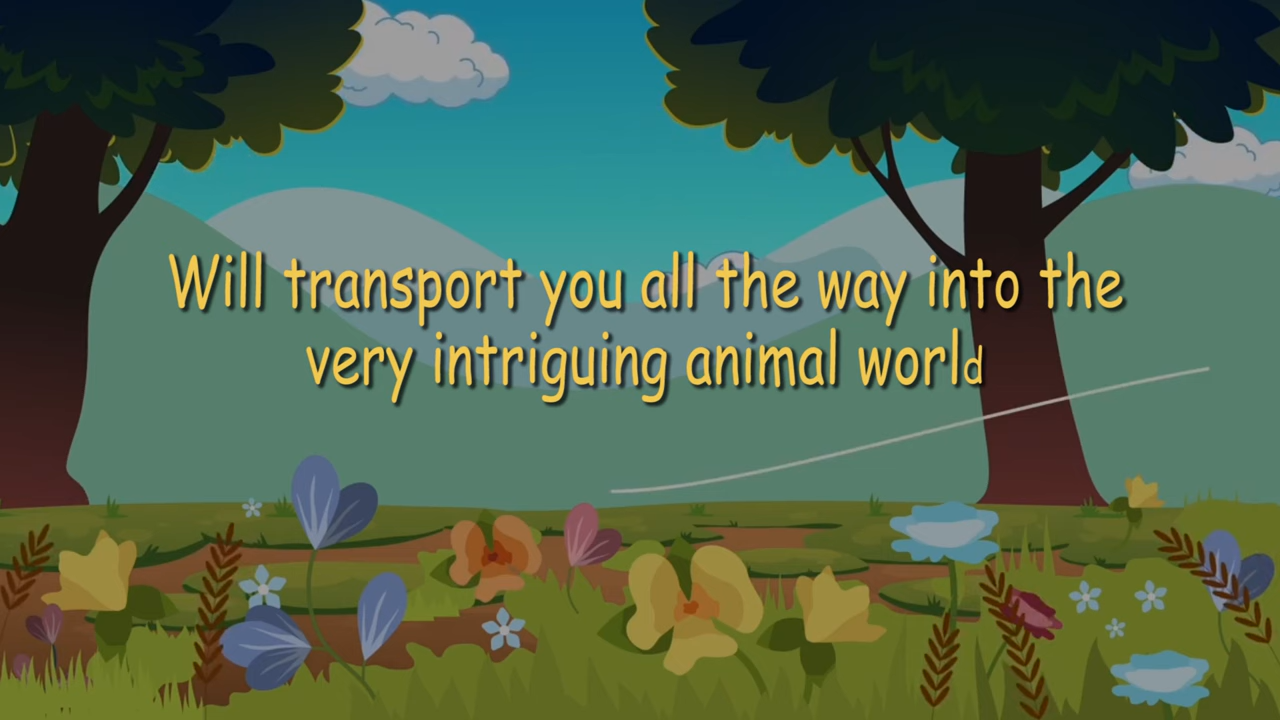 Will transport you all the way into the
very intriguing animal world